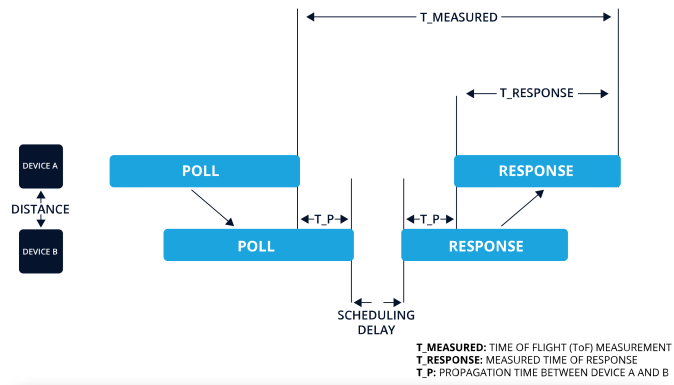 T_MEASURED
T_RESPONSE
DEVICE A
POLL
RESPONSE
DISTANCE
T_P
T_P
DEVICE B
POLL
RESPONSE
SCHEDULING
DELAY
T_MEASURED: TIME OF FLIGHT (ToF) MEASUREMENT
T_RESPONSE: MEASURED TIME OF RESPONSE
T_P: PROPAGATION TIME BETWEEN DEVICE A AND B